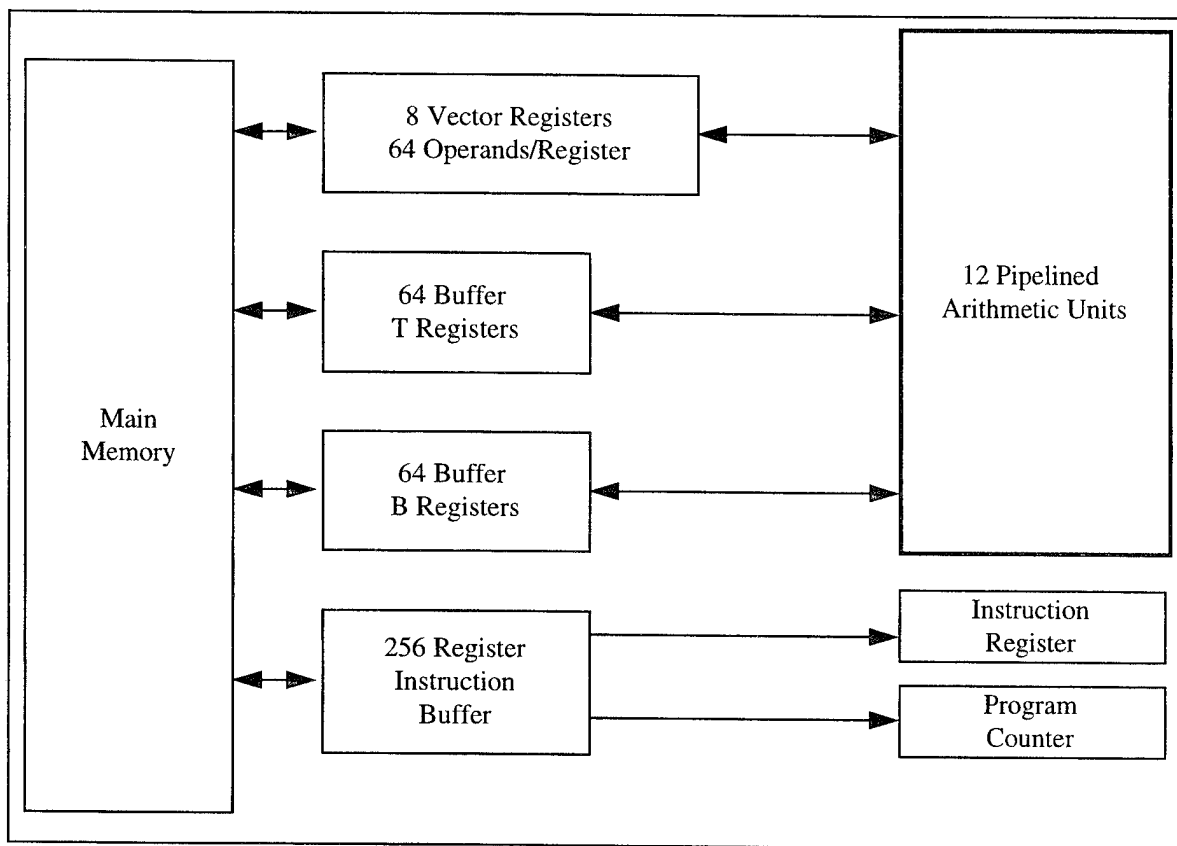 Main
Memory
8 Vector Registers
64 Operands/Register
64 Buffer
T Registers
64 Buffer
B Registers
256 Register
Instruction
Buffer
12 Pipelined
Arithmetic Units
Instruction
Register
Program
Counter